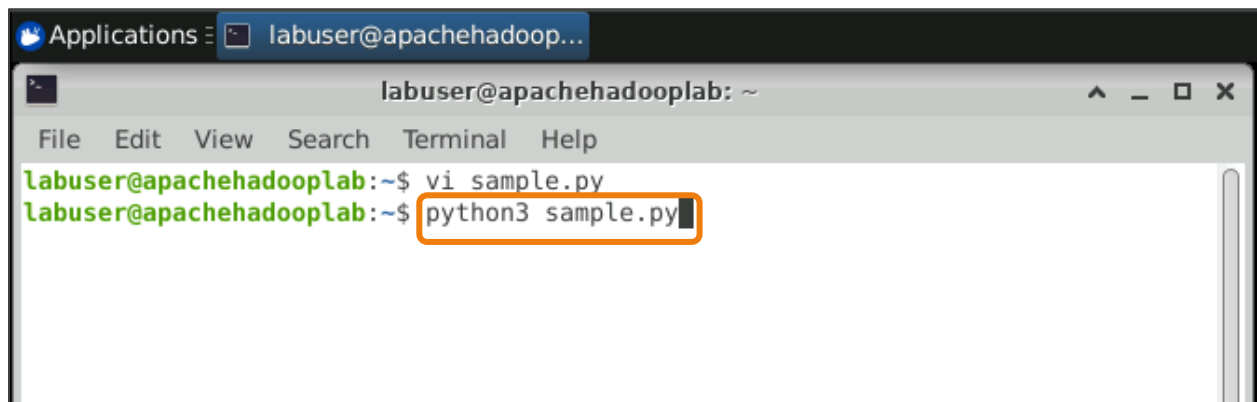 Applications labuser@apachehadoop...
labuser@apachehadooplab: ~
File Edit View Search Terminal Help
labuser@apachehadooplab:~$ vi sample.py
labuser@apachehadooplab:~$ python3 sample.py